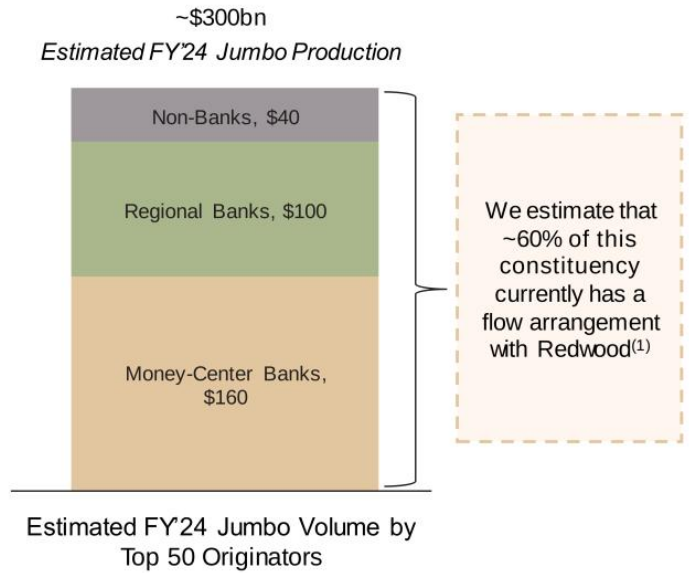 ~$300bn
Estimated FY'24 Jumbo Production
Non-Banks, $40
Regional Banks, $100
Money-Center Banks,
$160
We estimate that
~60% of this
constituency
currently has a
flow arrangement
with Redwood(1)
Estimated FY'24 Jumbo Volume by
Top 50 Originators